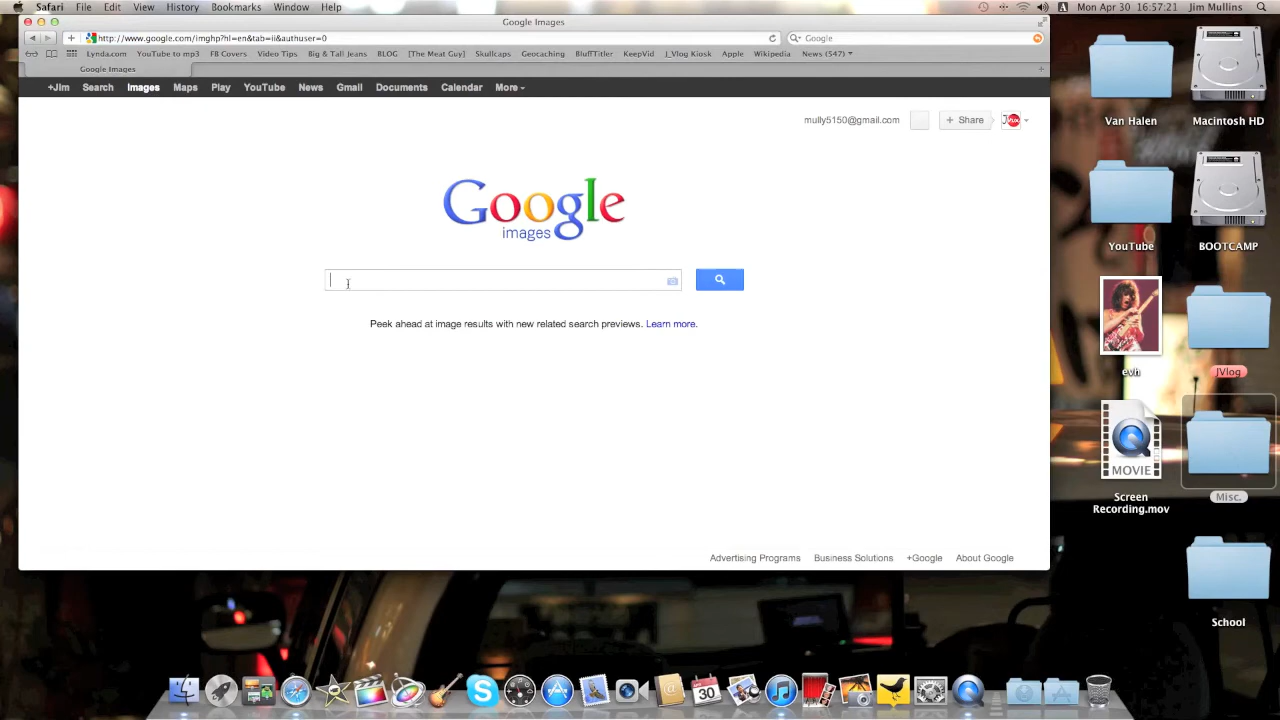 Safari File Edit View History Bookmarks Window Help
A Mon Apr 30 16:57:21 Jim Mullins
Google Images
http://www.google.com/imghp?hl=en&tab=ii&authuser=0
Google
Lynda.com YouTube to mp3 FB Covers Video Tips Big & Tall Jeans BLOG [The Meat Guy] Skullcaps Geocaching BluffTitler KeepVid J_Vlog Kiosk Apple Wikipedia News (547)
Google Images
+Jim Search Images Maps Play YouTube News Gmail Documents Calendar More
mully5150@gmail.com + Share
Google
images
Peek ahead at image results with new related search previews. Learn more.
Advertising Programs Business Solutions +Google About Google
Van Halen
Macintosh HD
YouTube
BOOTCAMP
evh
JVlog
MOVIE
Screen
Recording.mov
Misc.
School
30